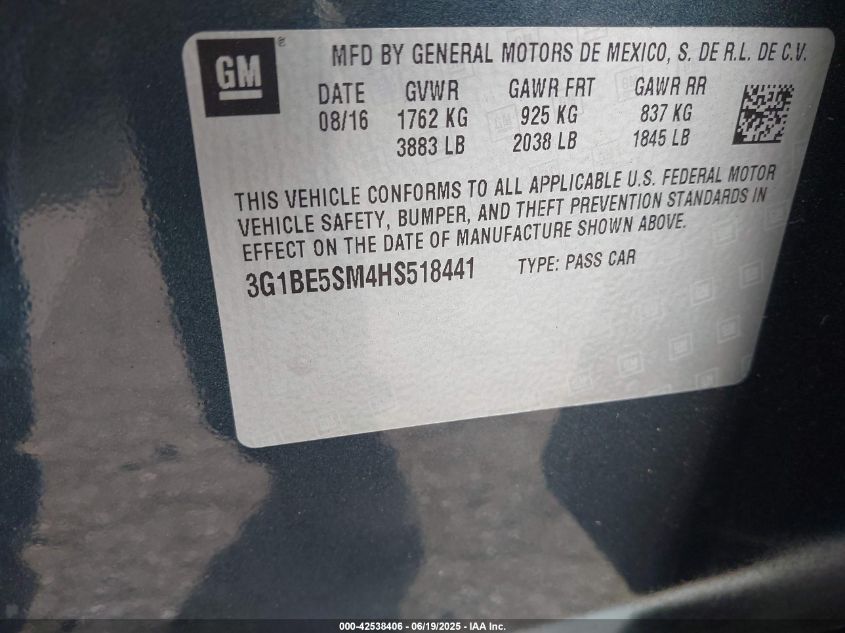 GM ®
MFD BY GENERAL MOTORS DE MEXICO, S. DE R.L. DE C.V.
DATE GVWR GAWR FRT GAWR RR
08/16 1762 KG 925 KG 837 KG
3883 LB 2038 LB 1845 LB
THIS VEHICLE CONFORMS TO ALL APPLICABLE U.S. FEDERAL MOTOR
VEHICLE SAFETY, BUMPER, AND THEFT PREVENTION STANDARDS IN
EFFECT ON THE DATE OF MANUFACTURE SHOWN ABOVE.
3G1BE5SM4HS518441 TYPE: PASS CAR
000-42538406 - 06/19/2025 - IAA Inc.